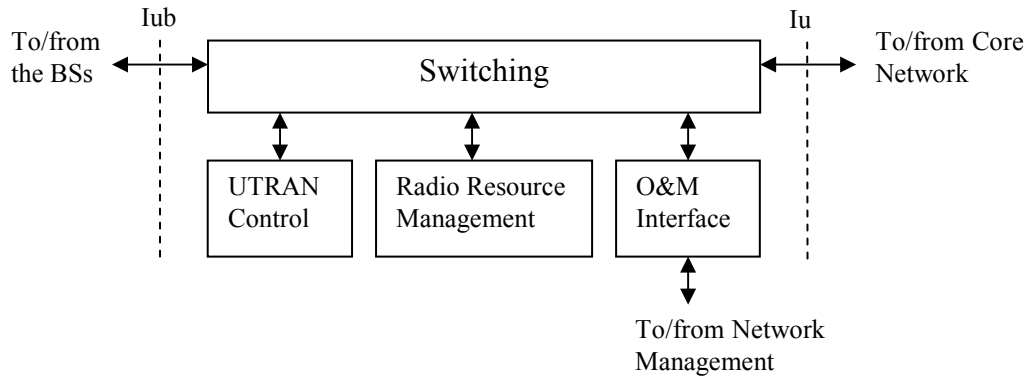 Iub
Iu
To/from
the BSs
Switching
To/from Core
Network
UTRAN
Control
Radio Resource
Management
O&M
Interface
To/from Network
Management